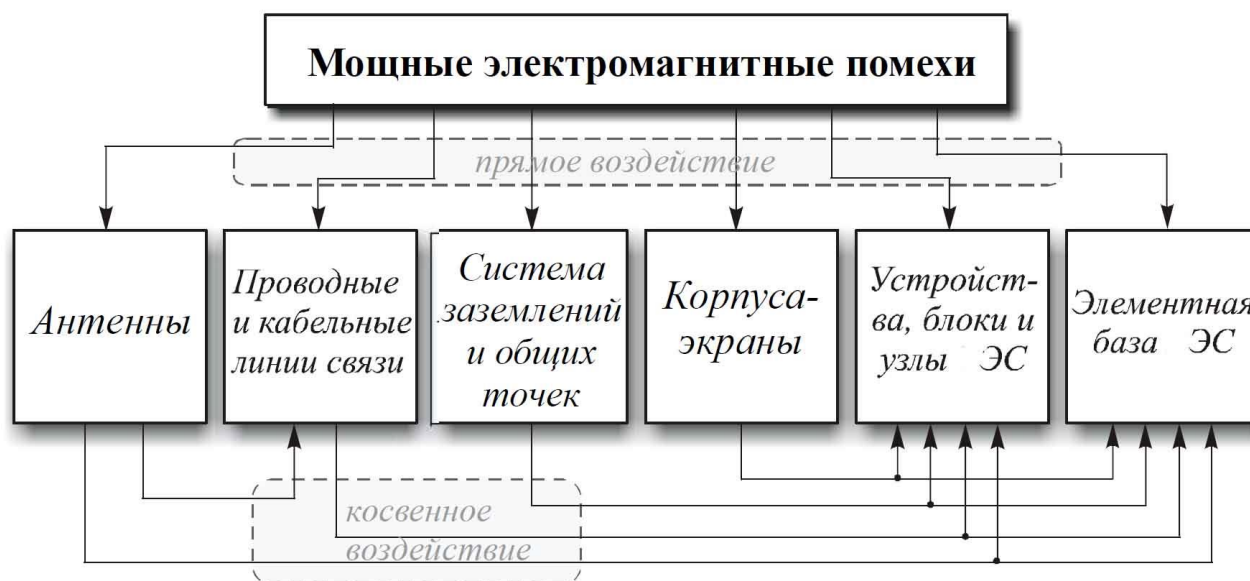 Мощные электромагнитные помехи
прямое воздействие
Антенны
Проводные
и кабельные
линии связи
Система
заземлений
и общих
точек
Корпуса-
экраны
Устройст-
ва, блоки и
узлы ЭС
Элементная
база ЭС
косвенное
воздействие